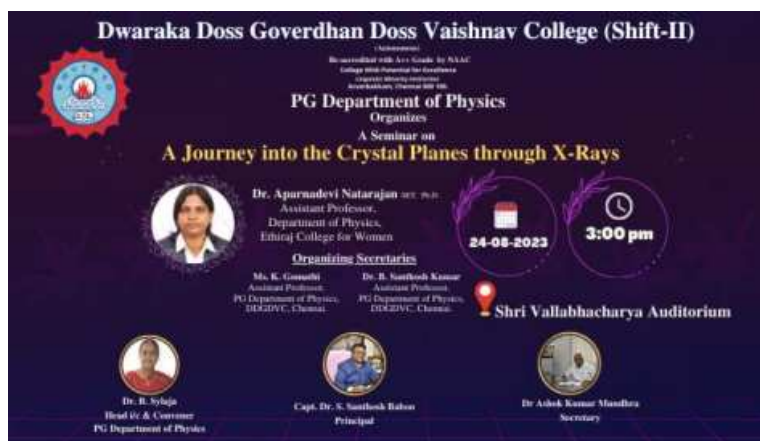 Dwaraka Doss Goverdhan Doss Vaishnav College (Shift-II)
(Autonomous)
Re-accredited with A++ Grade by NAAC
College With Potential for Excellence
Linguistic Minority Institution
Arumbakkam, Chennai 600 106.
PG Department of Physics
Organizes
A Seminar on
A Journey into the Crystal Planes through X-Rays
Dr. Aparnadevi Natarajan Ph.D.
Assistant Professor,
Department of Physics,
Ethiraj College for Women
24-08-2023
3:00 pm
Organizing Secretaries
Ms. K. Gomathi
Assistant Professor,
PG Department of Physics,
DDGDVC, Chennai.
Dr. B. Santhosh Kumar
Assistant Professor,
PG Department of Physics,
DDGDVC, Chennai.
Shri Vallabhacharya Auditorium
Dr. B. Sylaja
Head i/c & Convener
PG Department of Physics
Capt. Dr. S. Santhosh Baboo
Principal
Dr Ashok Kumar Mundhra
Secretary